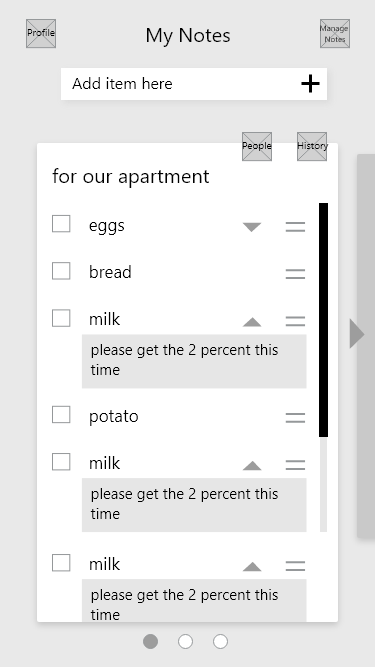 Profile
My Notes
Manage
Notes
Add item here
People
History
for our apartment
eggs
bread
milk
please get the 2 percent this
time
potato
milk
please get the 2 percent this
time
milk
please get the 2 percent this
time